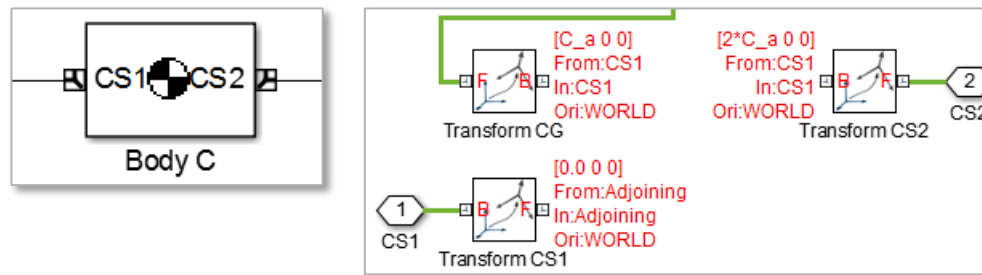 CS1 CS2
Body C
F B
[C_a 0 0]
From:CS1
In:CS1
Ori:WORLD
Transform CG
[2*C_a 0 0]
From:CS1
In:CS1
Ori:WORLD
B F
Transform CS2
2
CS2
1
CS1
B F
[0.0 0 0]
From:Adjoining
In:Adjoining
Ori:WORLD
Transform CS1